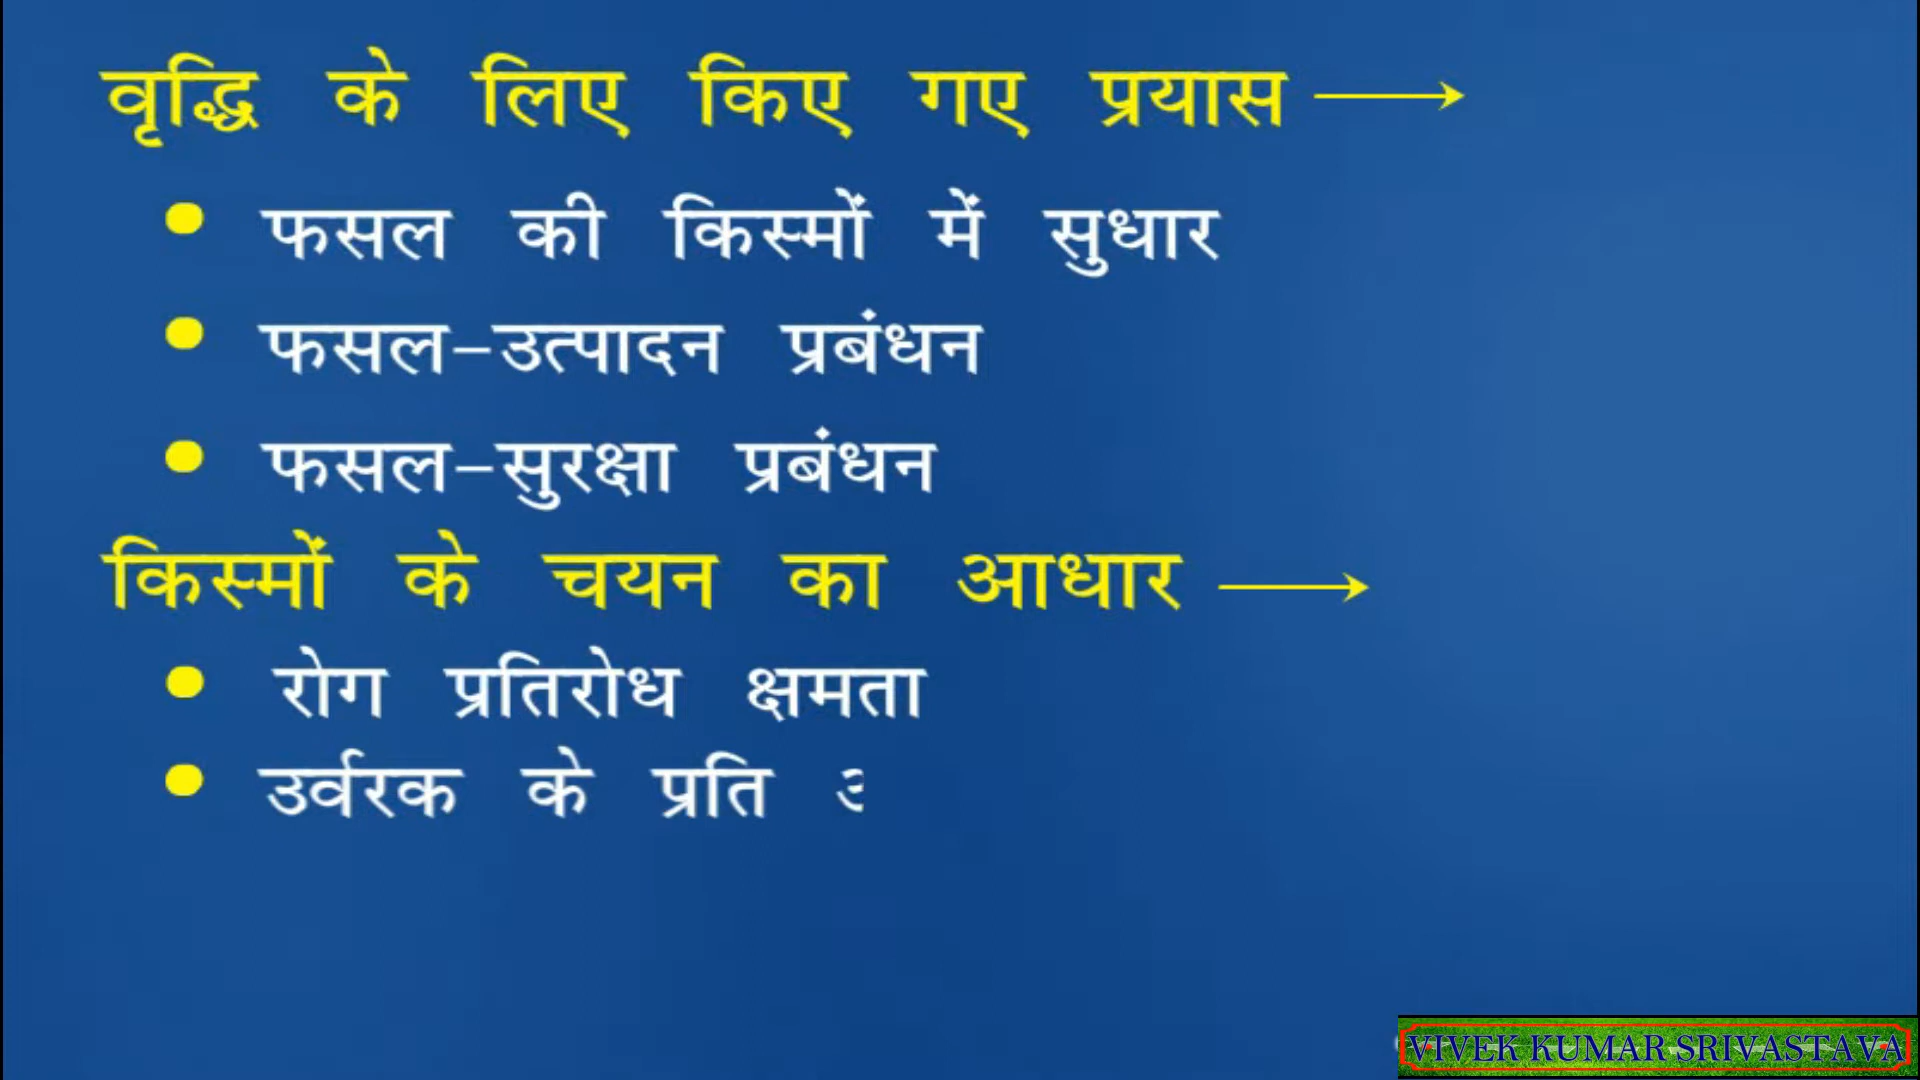 वृद्धि के लिए किए गए प्रयास →
• फसल की किस्मों में सुधार
• फसल-उत्पादन प्रबंधन
• फसल-सुरक्षा प्रबंधन
किस्मों के चयन का आधार →
• रोग प्रतिरोध क्षमता
• उर्वरक के प्रति
VIVEK KUMAR SRIVASTAVA